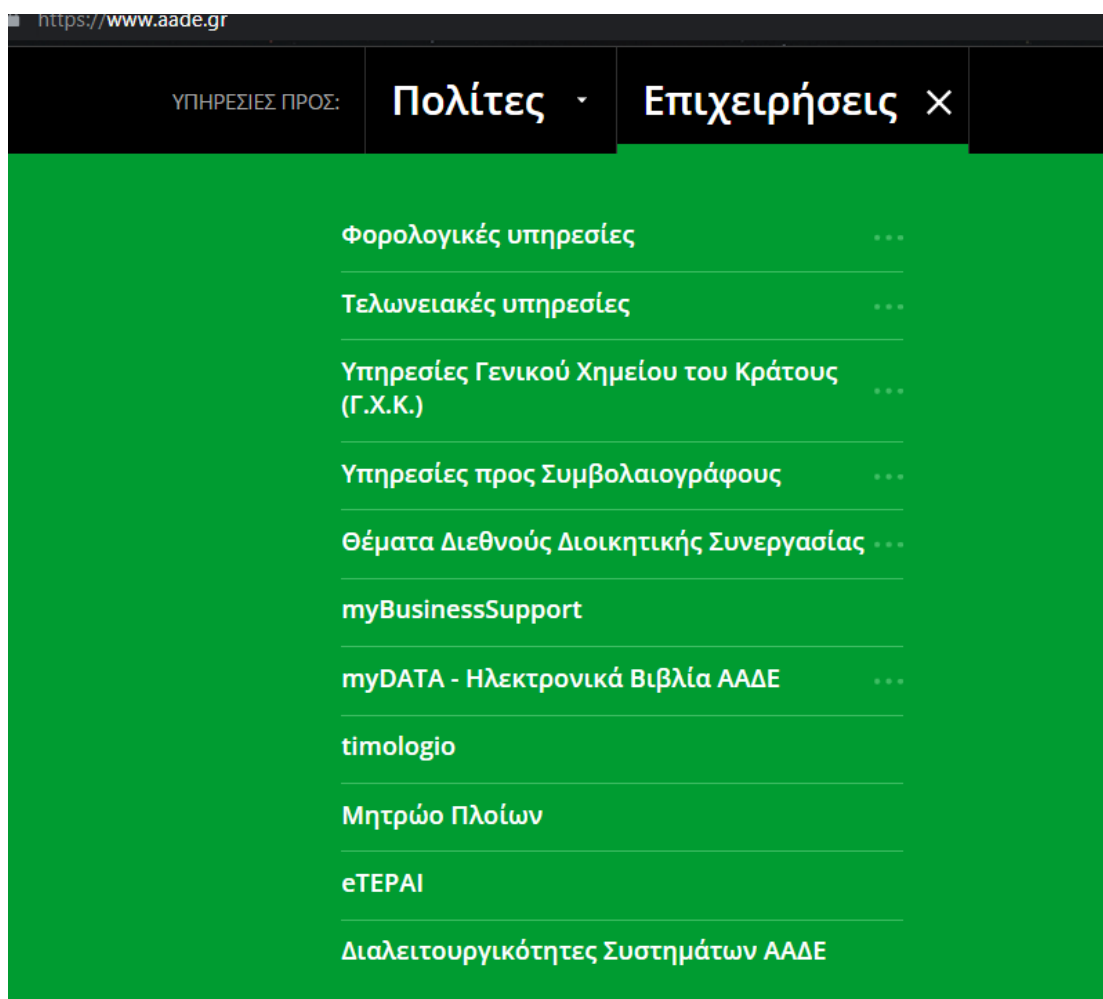 https://www.aade.gr
ΥΠΗΡΕΣΙΕΣ ΠΡΟΣ: Πολίτες Επιχειρήσεις
Φορολογικές υπηρεσίες
Τελωνειακές υπηρεσίες
Υπηρεσίες Γενικού Χημείου του Κράτους
(Γ.Χ.Κ.)
Υπηρεσίες προς Συμβολαιογράφους
Θέματα Διεθνούς Διοικητικής Συνεργασίας
myBusinessSupport
myDATA - Ηλεκτρονικά Βιβλία ΑΑΔΕ
timologio
Μητρώο Πλοίων
eΤΕΡΑΙ
Διαλειτουργικότητες Συστημάτων ΑΑΔΕ